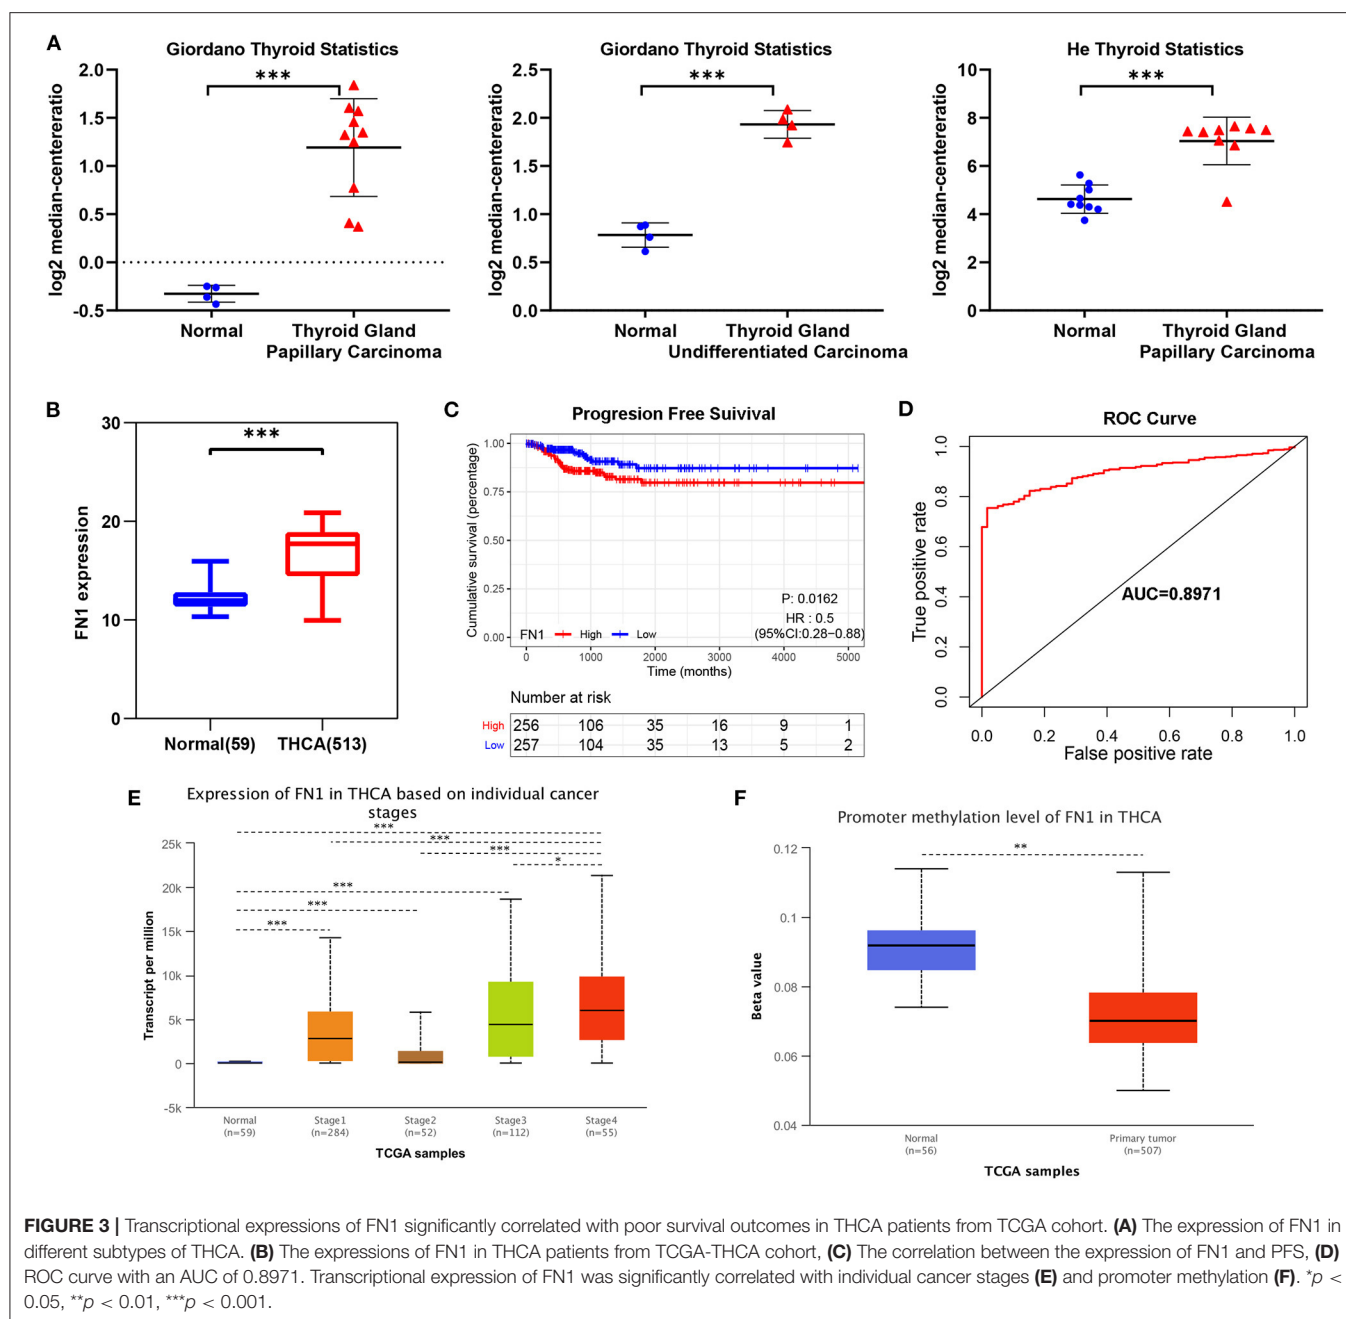 A
Giordano Thyroid Statistics
***
log2 median-centereratio
2.0
1.5
1.0
0.5
0.0
-0.5
Normal
Thyroid Gland
Papillary Carcinoma
Giordano Thyroid Statistics
***
log2 median-centereratio
2.5
2.0
1.5
1.0
0.5
0.0
Normal
Thyroid Gland
Undifferentiated Carcinoma
He Thyroid Statistics
***
log2 median-centereratio
10
8
6
4
2
0
Normal
Thyroid Gland
Papillary Carcinoma
B
***
FN1 expression
30
20
10
0
Normal(59)
THCA(513)
C
Progresion Free Suivival
Cumulative survival (percentage)
1.00
0.75
0.50
0.25
0.00
P: 0.0162
HR : 0.5
(95%CI:0.28−0.88)
FN1 High Low
0 1000 2000 3000 4000 5000
Time (months)
Number at risk
High 256 106 35 16 9 1
Low 257 104 35 13 5 2
D
ROC Curve
True positive rate
1.0
0.8
0.6
0.4
0.2
0.0
AUC=0.8971
0.0 0.2 0.4 0.6 0.8 1.0
False positive rate
E
Expression of FN1 in THCA based on individual cancer
stages
***
***
***
*
***
***
***
Transcript per million
25k
20k
15k
10k
5k
0
-5k
Normal Stage1 Stage2 Stage3 Stage4
(n=59) (n=284) (n=52) (n=112) (n=55)
TCGA samples
F
Promoter methylation level of FN1 in THCA
**
Beta value
0.12
0.1
0.08
0.06
0.04
Normal Primary tumor
(n=56) (n=507)
TCGA samples
FIGURE 3 | Transcriptional expressions of FN1 significantly correlated with poor survival outcomes in THCA patients from TCGA cohort. (A) The expression of FN1 in
different subtypes of THCA. (B) The expressions of FN1 in THCA patients from TCGA-THCA cohort, (C) The correlation between the expression of FN1 and PFS, (D)
ROC curve with an AUC of 0.8971. Transcriptional expression of FN1 was significantly correlated with individual cancer stages (E) and promoter methylation (F). *p <
0.05, **p < 0.01, ***p < 0.001.